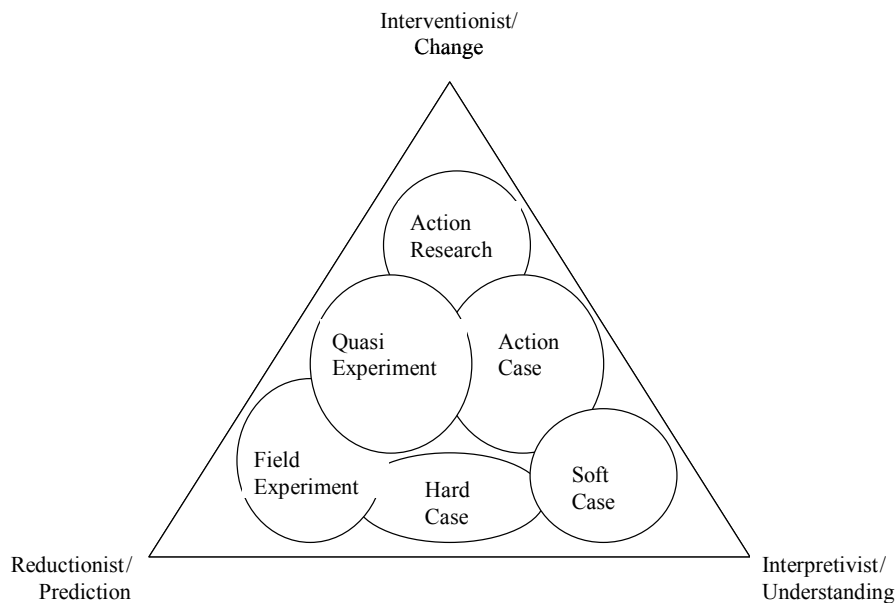 Interventionist/
Change
Action
Research
Quasi
Experiment
Action
Case
Field
Experiment
Hard
Case
Soft
Case
Reductionist/
Prediction
Interpretivist/
Understanding